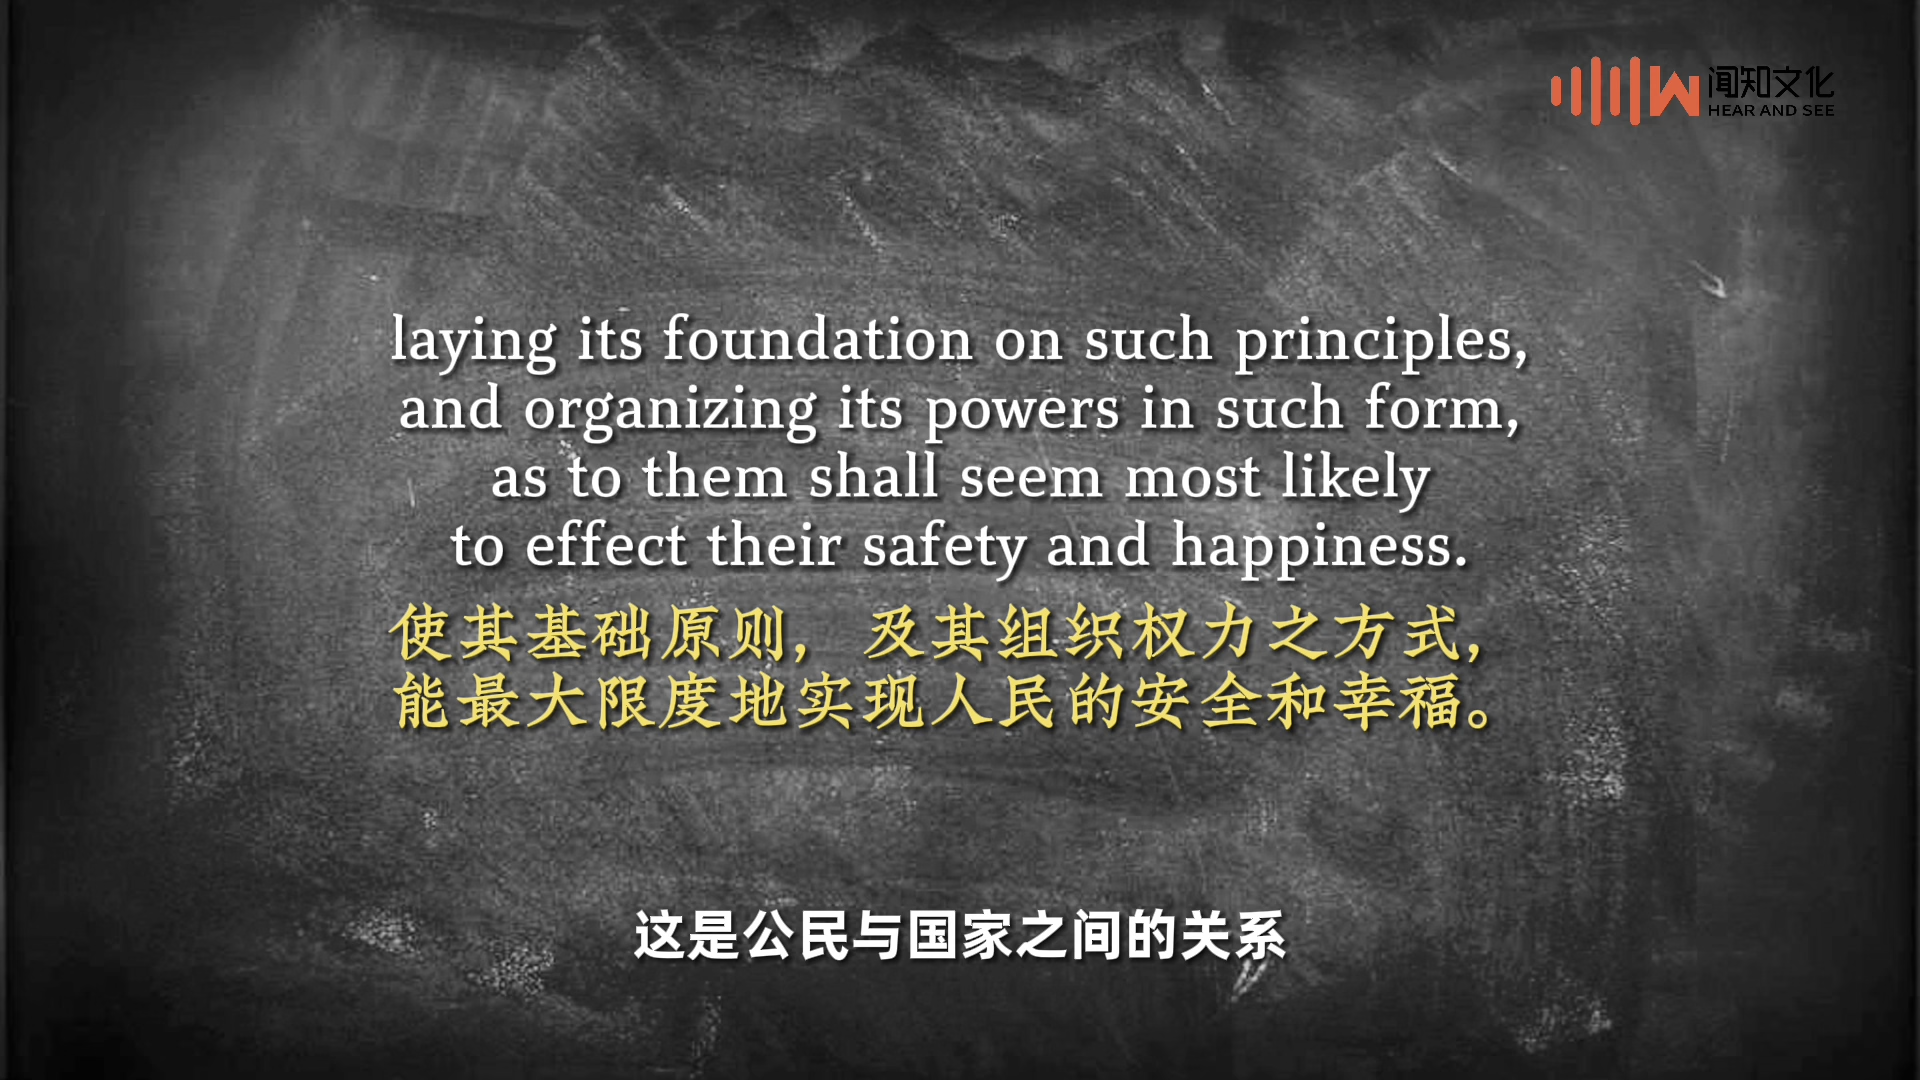 闻知文化
HEAR AND SEE
laying its foundation on such principles,
and organizing its powers in such form,
as to them shall seem most likely
to effect their safety and happiness.
使其基础原则，及其组织权力之方式，
能最大限度地实现人民的安全和幸福。
这是公民与国家之间的关系